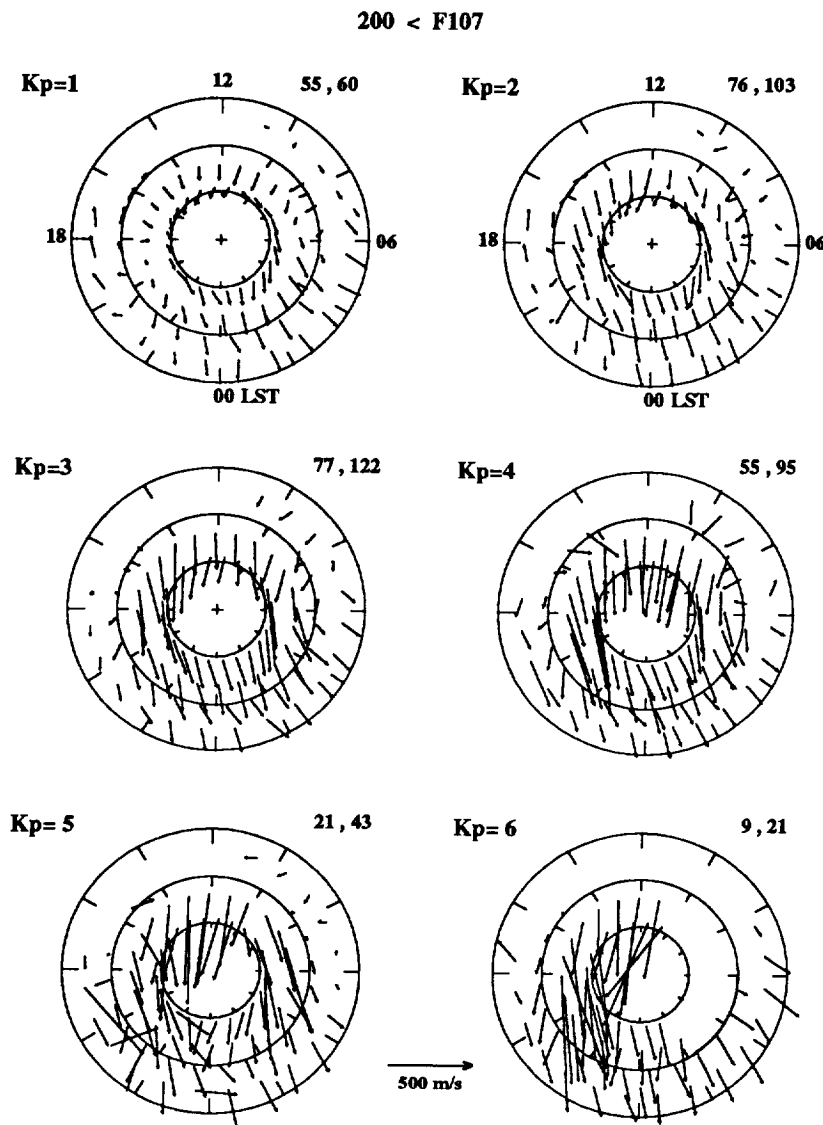 200 < F107
Kp=1 12 55 , 60
Kp=2 12 76 , 103
18 06
18 06
00 LST
00 LST
Kp=3 77 , 122
Kp=4 55 , 95
Kp= 5 21 , 43
Kp= 6 9 , 21
500 m/s